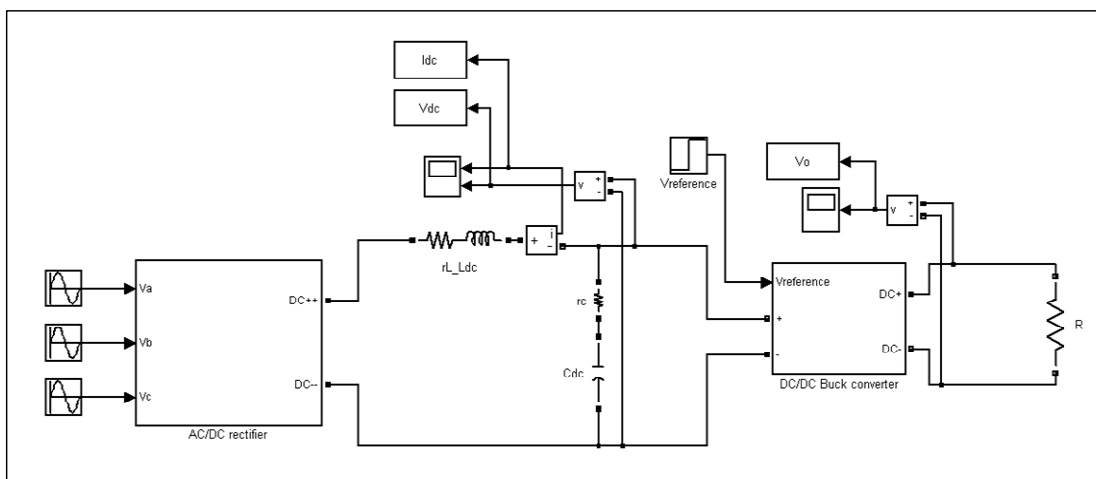 Idc
Vdc
Vo
Vreference
v
+
-
v
+
-
+
i
-
rL_Ldc
Va
Vb
Vc
DC++
DC--
AC/DC rectifier
rc
Cdc
Vreference
+
-
DC+
DC-
DC/DC Buck converter
R